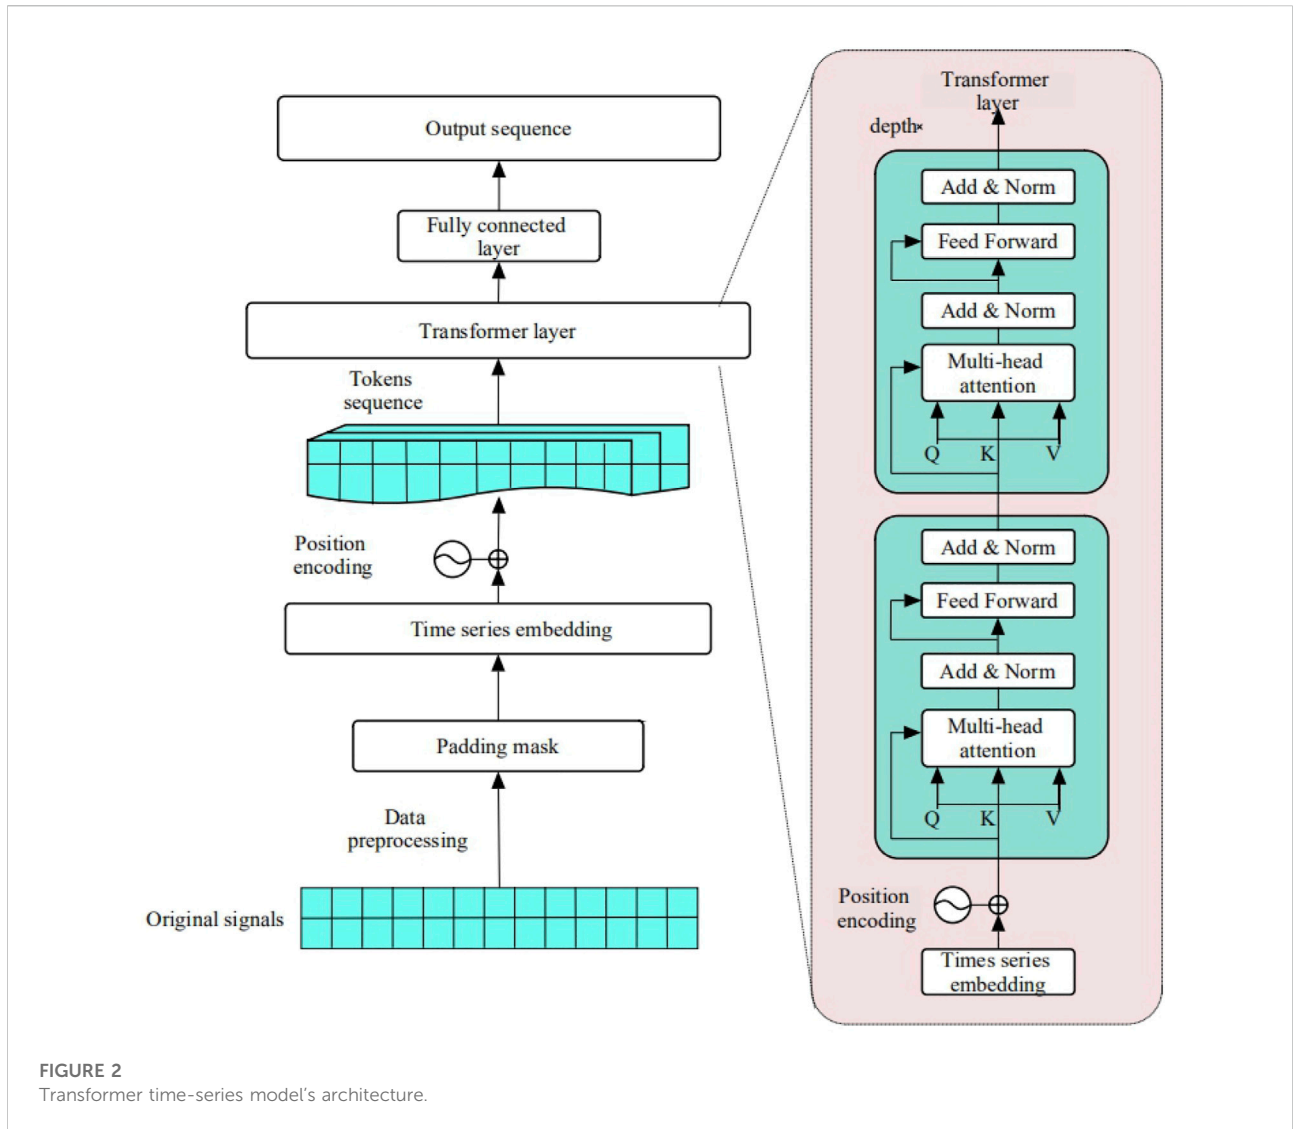 Output sequence
Fully connected
layer
Transformer layer
Tokens
sequence
Position
encoding
Time series embedding
Padding mask
Data
preprocessing
Original signals
Transformer
layer
depth×
Add & Norm
Feed Forward
Add & Norm
Multi-head
attention
Q K V
Add & Norm
Feed Forward
Add & Norm
Multi-head
attention
Q K V
Position
encoding
Times series
embedding
FIGURE 2
Transformer time-series model's architecture.